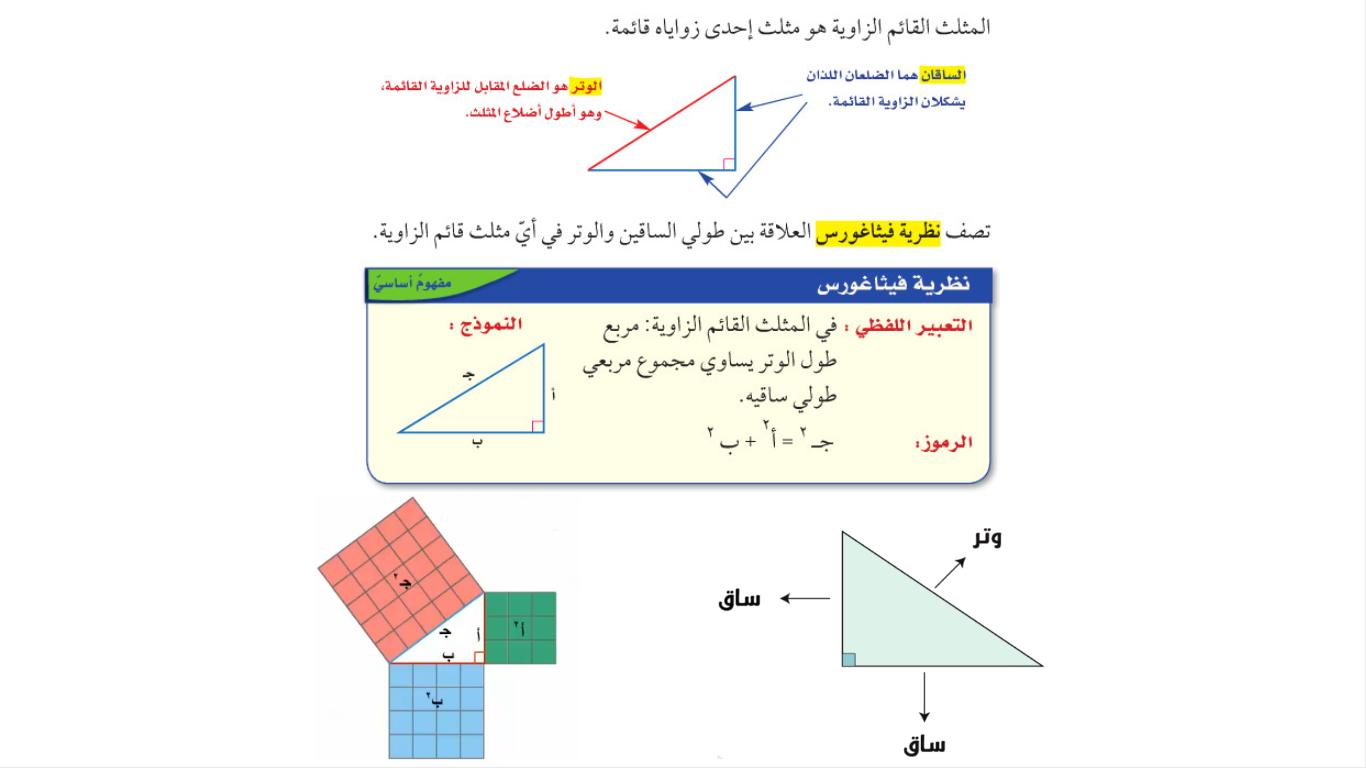 المثلث القائم الزاوية هو مثلث إحدى زواياه قائمة.
الساقان هما الضلعان اللذان
يشكلان الزاوية القائمة.
الوتر هو الضلع المقابل للزاوية القائمة،
وهو أطول أضلاع المثلث.
تصف نظرية فيثاغورس العلاقة بين طولي الساقين والوتر في أيّ مثلث قائم الزاوية.
نظرية فيثاغورس
مفهوم أساسيّ
التعبير اللفظي : في المثلث القائم الزاوية: مربع
طول الوتر يساوي مجموع مربعي
طولي ساقيه.
الرموز: جـ ٢ = أ٢ + ب ٢
النموذج :
جـ
أ
ب
وتر
ساق
ساق
جـ٢
جـ
أ
أ٢
ب
ب٢